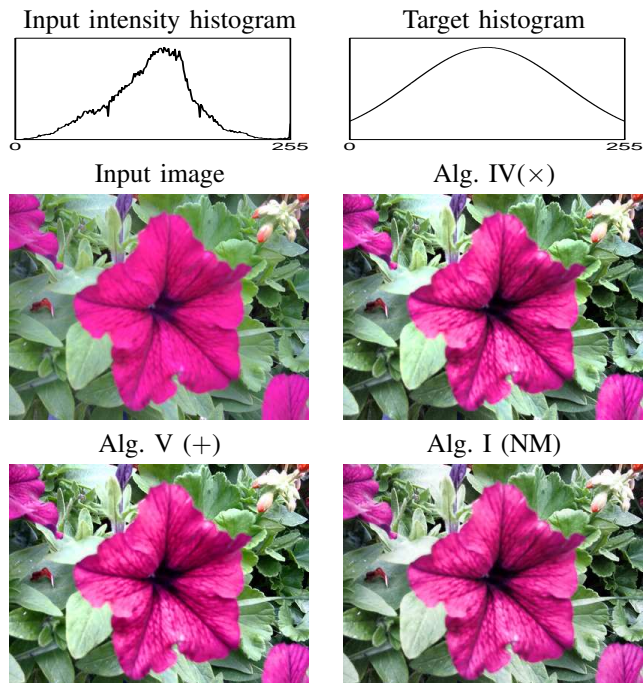 Input intensity histogram
Target histogram
0 255
0 255
Input image
Alg. IV(×)
Alg. V (+)
Alg. I (NM)